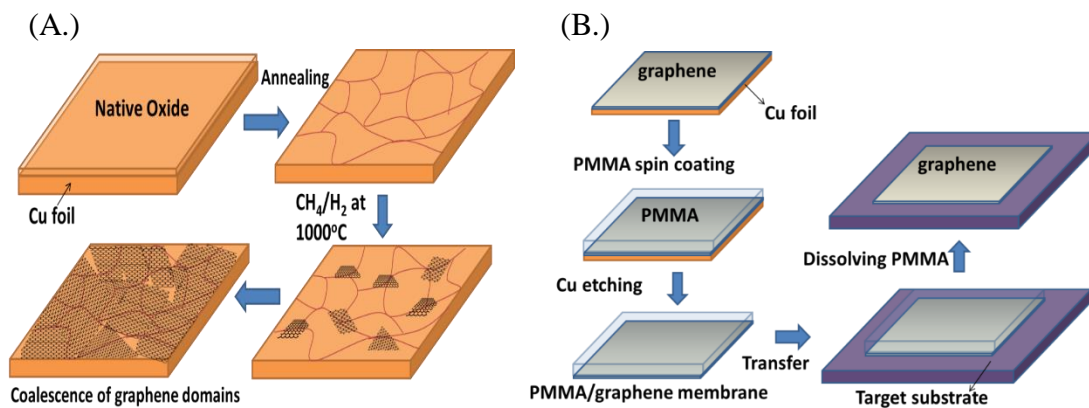 (A.)
Native Oxide
Cu foil
Annealing
CH₄/H₂ at
1000°C
Coalescence of graphene domains
(B.)
graphene
Cu foil
PMMA spin coating
PMMA
Cu etching
PMMA/graphene membrane
Transfer
Target substrate
Dissolving PMMA
graphene